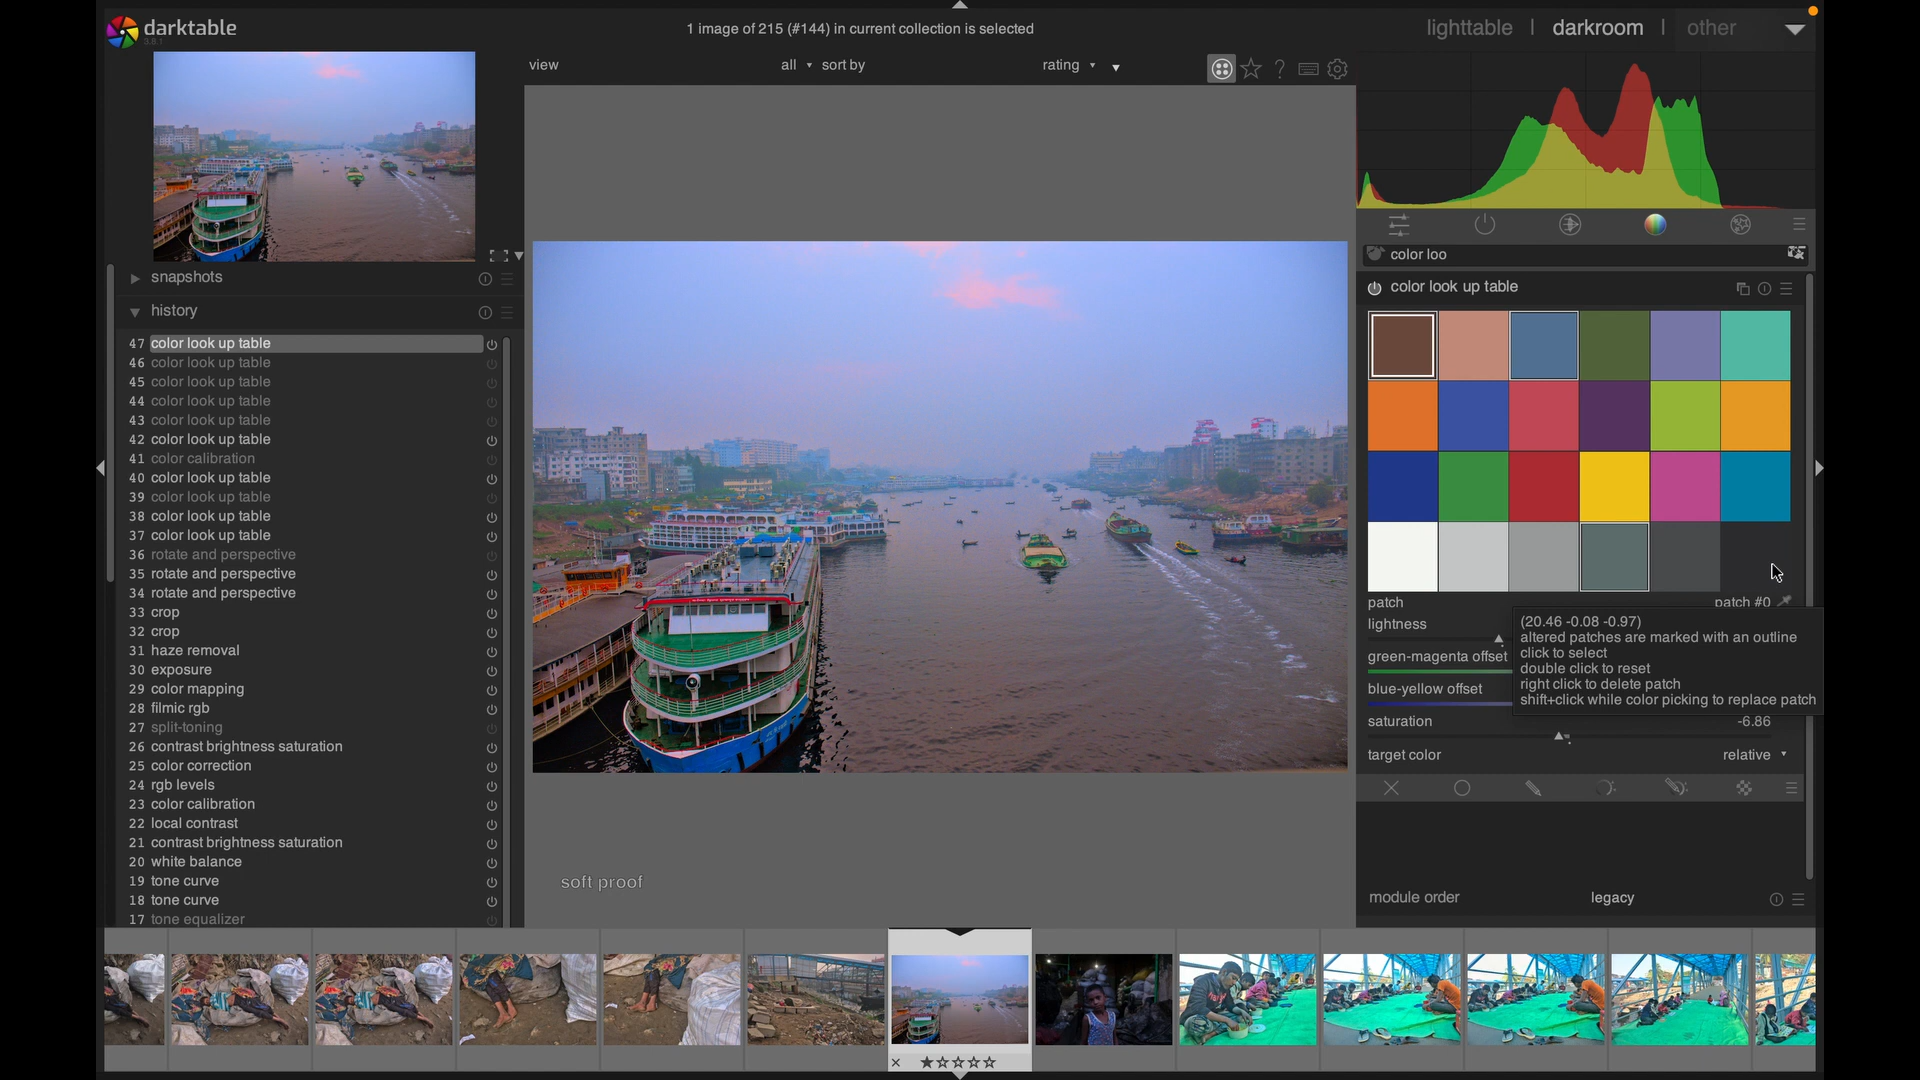 darktable
3.8.1
1 image of 215 (#144) in current collection is selected
lighttable | darkroom | other
view all sort by rating
snapshots
history
47 color look up table
46 color look up table
45 color look up table
44 color look up table
43 color look up table
42 color look up table
41 color calibration
40 color look up table
39 color look up table
38 color look up table
37 color look up table
36 rotate and perspective
35 rotate and perspective
34 rotate and perspective
33 crop
32 crop
31 haze removal
30 exposure
29 color mapping
28 filmic rgb
27 split-toning
26 contrast brightness saturation
25 color correction
24 rgb levels
23 color calibration
22 local contrast
21 contrast brightness saturation
20 white balance
19 tone curve
18 tone curve
17 tone equalizer
soft proof
color loo
color look up table
patch patch #0
lightness
green-magenta offset
blue-yellow offset
saturation -6.86
target color relative
(20.46 -0.08 -0.97)
altered patches are marked with an outline
click to select
double click to reset
right click to delete patch
shift+click while color picking to replace patch
module order legacy